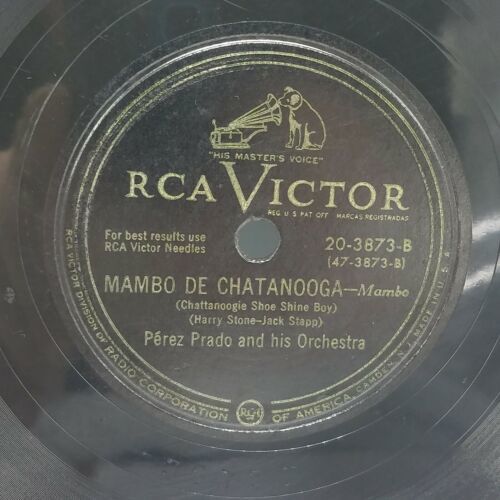 "HIS MASTER'S VOICE"
RCA VICTOR
REG. U S PAT OFF MARCAS REGISTRADAS
For best results use
RCA Victor Needles
20-3873-B
(47-3873-B)
MAMBO DE CHATANOOGA—Mambo
(Chattanoogie Shoe Shine Boy)
(Harry Stone-Jack Stapp)
Pérez Prado and his Orchestra
RCA VICTOR DIVISION OF RADIO CORPORATION OF AMERICA, CAMDEN, N.J. MADE IN U.S.A.
RCA